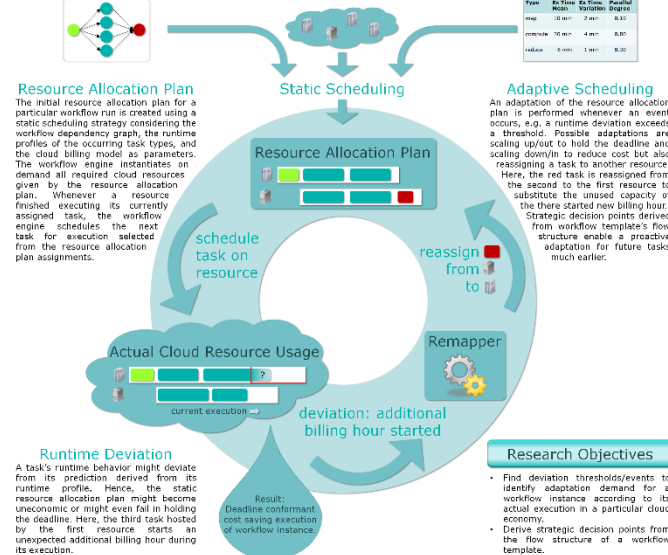 Type Ex Time Mean Ex Time Variation Parallel Degree
map 10 min 2 min 8.10
compute 20 min 4 min 8.80
reduce 8 min 1 min 8.30
Resource Allocation Plan
The initial resource allocation plan for a
particular workflow run is created using a
static scheduling strategy considering the
workflow dependency graph, the runtime
profiles of the occurring task types, and
the cloud billing model as parameters.
The workflow engine instantiates on
demand all required cloud resources
given by the resource allocation
plan. Whenever a resource
finished executing its currently
assigned task, the workflow
engine schedules the next
task for execution selected
from the resource allocation
plan assignments.
Static Scheduling
Adaptive Scheduling
An adaptation of the resource allocation
plan is performed whenever an event
occurs, e.g. a runtime deviation exceeds
a threshold. Possible adaptations are
scaling up/out to hold the deadline and
scaling down/in to reduce cost but also
reassigning a task to another resource.
Here, the red task is reassigned from
the second to the first resource to
substitute the unused capacity of
the there started new billing hour.
Strategic decision points derived
from workflow template's flow
structure enable a proactive
adaptation for future tasks
much earlier.
Resource Allocation Plan
schedule
task on
resource
reassign
from
to
Actual Cloud Resource Usage
?
current execution
Remapper
deviation: additional
billing hour started
Runtime Deviation
A task's runtime behavior might deviate
from its prediction derived from its
runtime profile. Hence, the static
resource allocation plan might become
uneconomic or might even fail in holding
the deadline. Here, the third task hosted
by the first resource starts an
unexpected additional billing hour during
its execution.
Result:
Deadline conformant
cost saving execution
of workflow instance.
Research Objectives
• Find deviation thresholds/events to
identify adaptation demand for a
workflow instance according to its
actual execution in a particular cloud
economy.
• Derive strategic decision points from
the flow structure of a workflow
template.